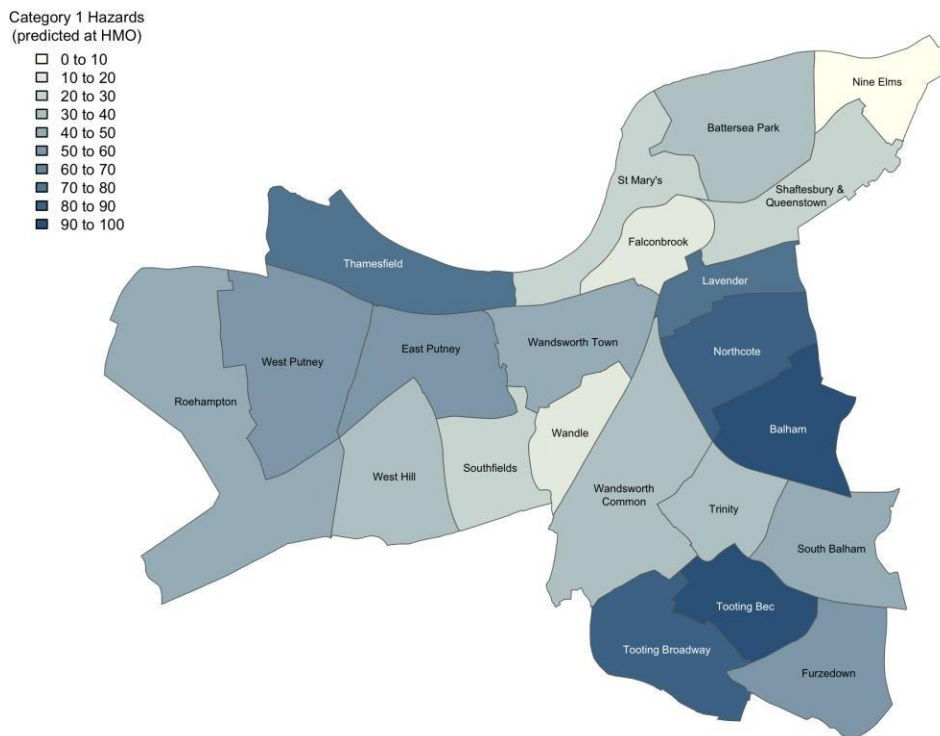 Category 1 Hazards
(predicted at HMO)
0 to 10
10 to 20
20 to 30
30 to 40
40 to 50
50 to 60
60 to 70
70 to 80
80 to 90
90 to 100
Nine Elms
Battersea Park
St Mary's
Shaftesbury &
Queenstown
Falconbrook
Thamesfield
Lavender
Wandsworth Town
East Putney
Northcote
West Putney
Roehampton
Balham
Wandle
Southfields
West Hill
Wandsworth
Common
Trinity
South Balham
Tooting Bec
Tooting Broadway
Furzedown